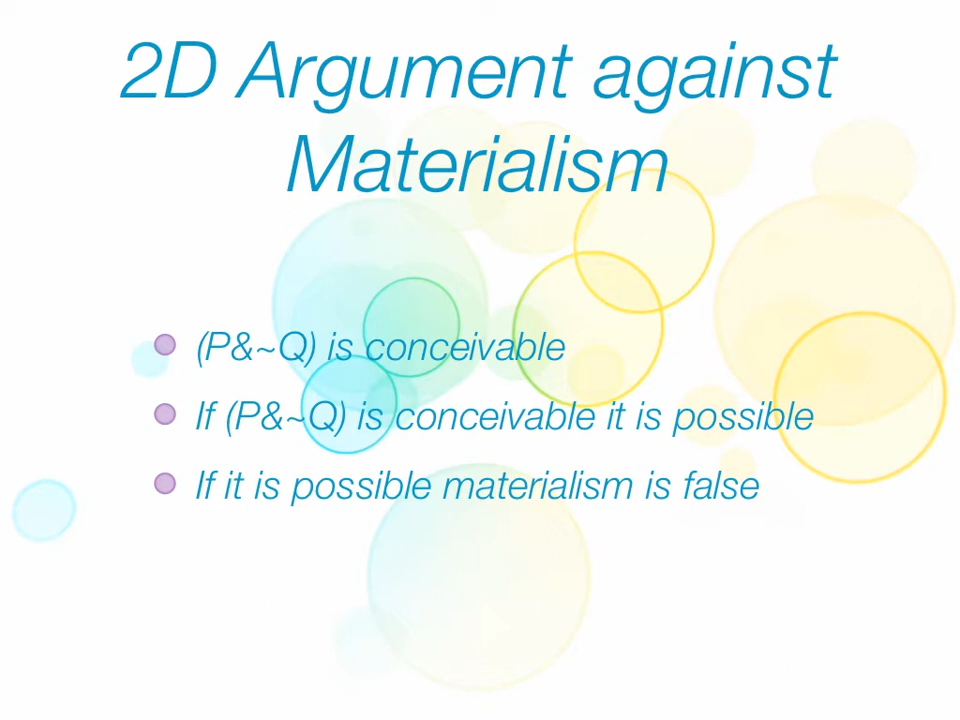 2D Argument against
Materialism
(P&~Q) is conceivable
If (P&~Q) is conceivable it is possible
If it is possible materialism is false